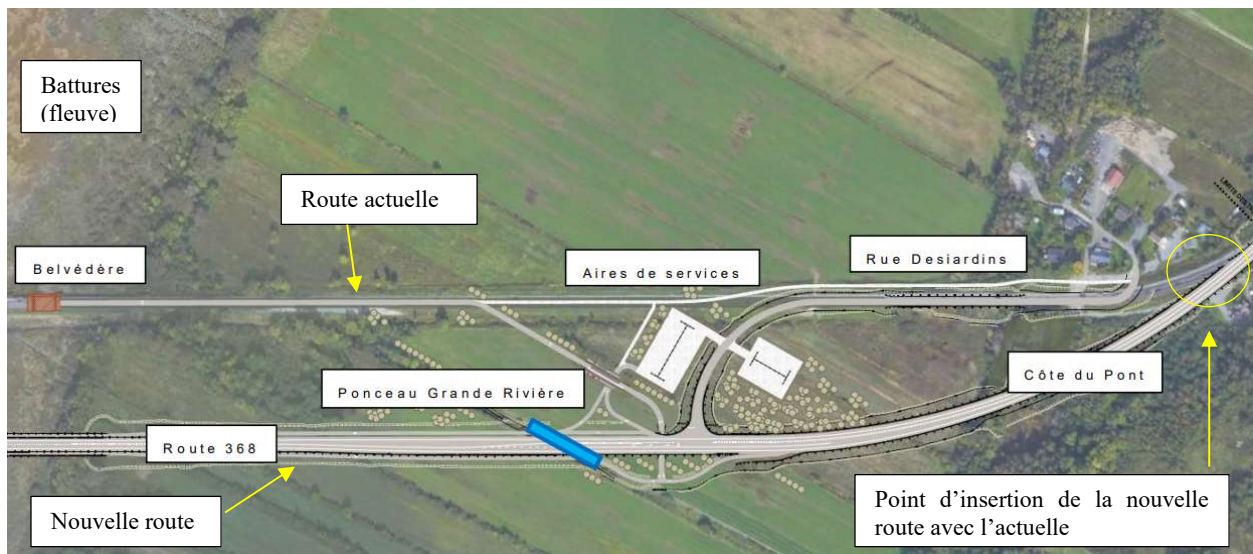 Battures
(fleuve)
Route actuelle
Belvédère
Aires de services
Rue Desjardins
Ponceau Grande Rivière
Côte du Pont
Route 368
Nouvelle route
Point d'insertion de la nouvelle
route avec l'actuelle